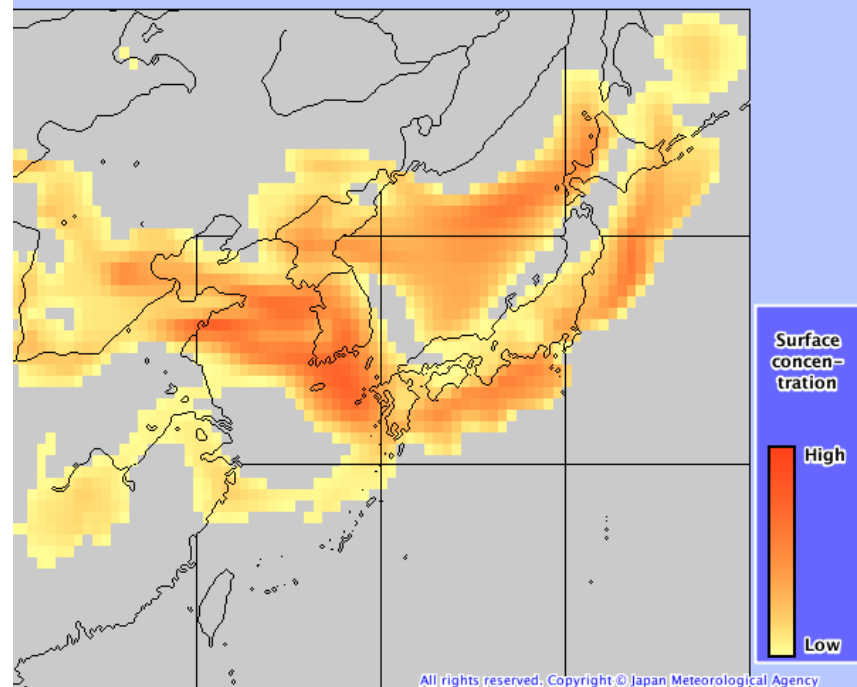 Surface
concen-
tration
High
Low
All rights reserved. Copyright © Japan Meteorological Agency